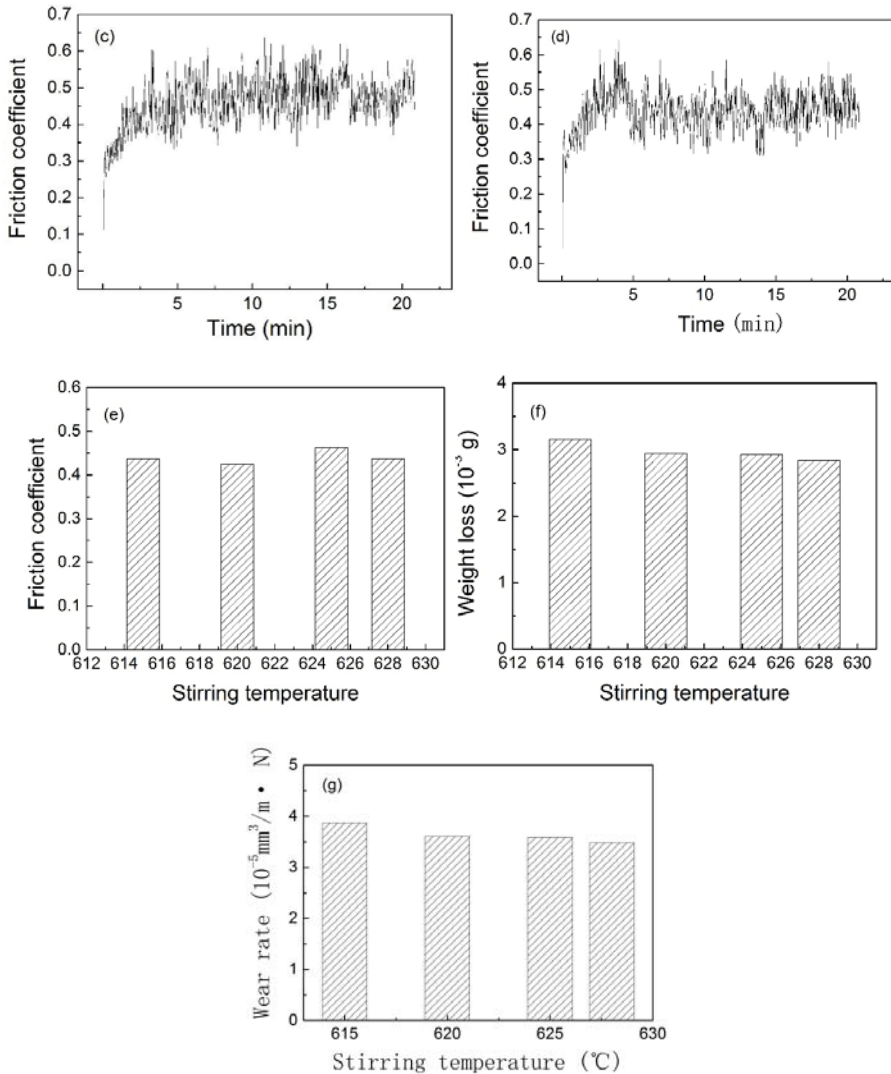 (c)
0.7
0.6
0.5
0.4
0.3
0.2
0.1
0.0
Friction coefficient
5 10 15 20
Time (min)
(d)
0.7
0.6
0.5
0.4
0.3
0.2
0.1
0.0
Friction coefficient
5 10 15 20
Time (min)
(e)
0.6
0.5
0.4
0.3
0.2
0.1
0.0
Friction coefficient
612 614 616 618 620 622 624 626 628 630
Stirring temperature
(f)
4
3
2
1
0
Weight loss (10⁻³ g)
612 614 616 618 620 622 624 626 628 630
Stirring temperature
(g)
5
4
3
2
1
0
Wear rate (10⁻⁵mm³/m• N)
615 620 625 630
Stirring temperature (℃)